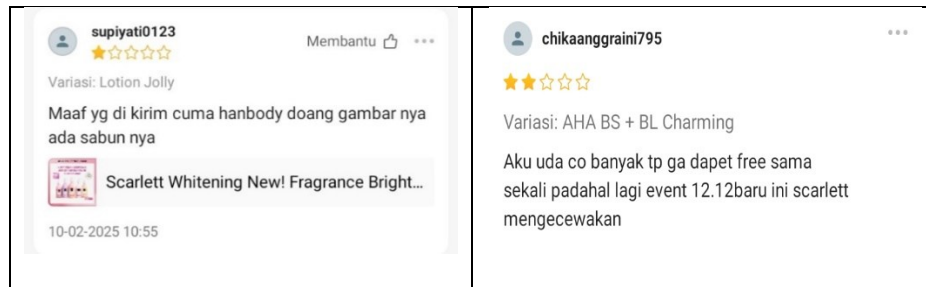 supiyati0123
Membantu
Variasi: Lotion Jolly
Maaf yg di kirim cuma hanbody doang gambar nya
ada sabun nya
Scarlett Whitening New! Fragrance Bright...
10-02-2025 10:55
chikaanggraini795
Variasi: AHA BS + BL Charming
Aku uda co banyak tp ga dapet free sama
sekali padahal lagi event 12.12baru ini scarlett
mengecewakan